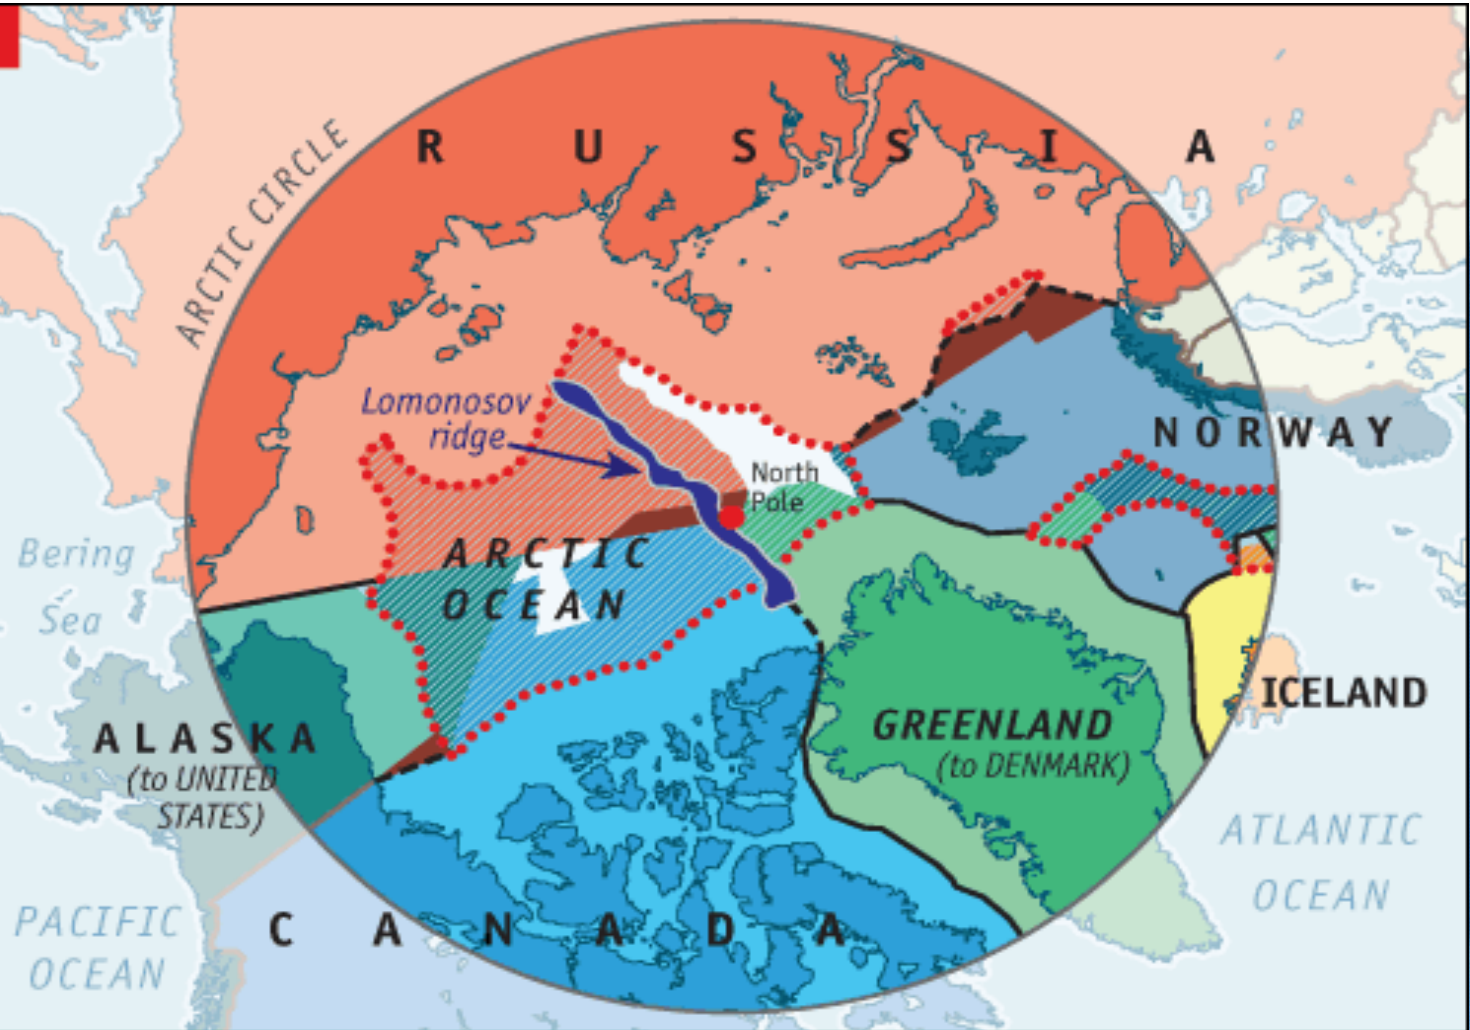 ARCTIC CIRCLE
RUSSIA
Lomonosov
ridge
North
Pole
NORWAY
ARCTIC
OCEAN
Bering
Sea
ALASKA
(to UNITED
STATES)
GREENLAND
(to DENMARK)
ICELAND
ATLANTIC
OCEAN
PACIFIC
OCEAN
CANADA